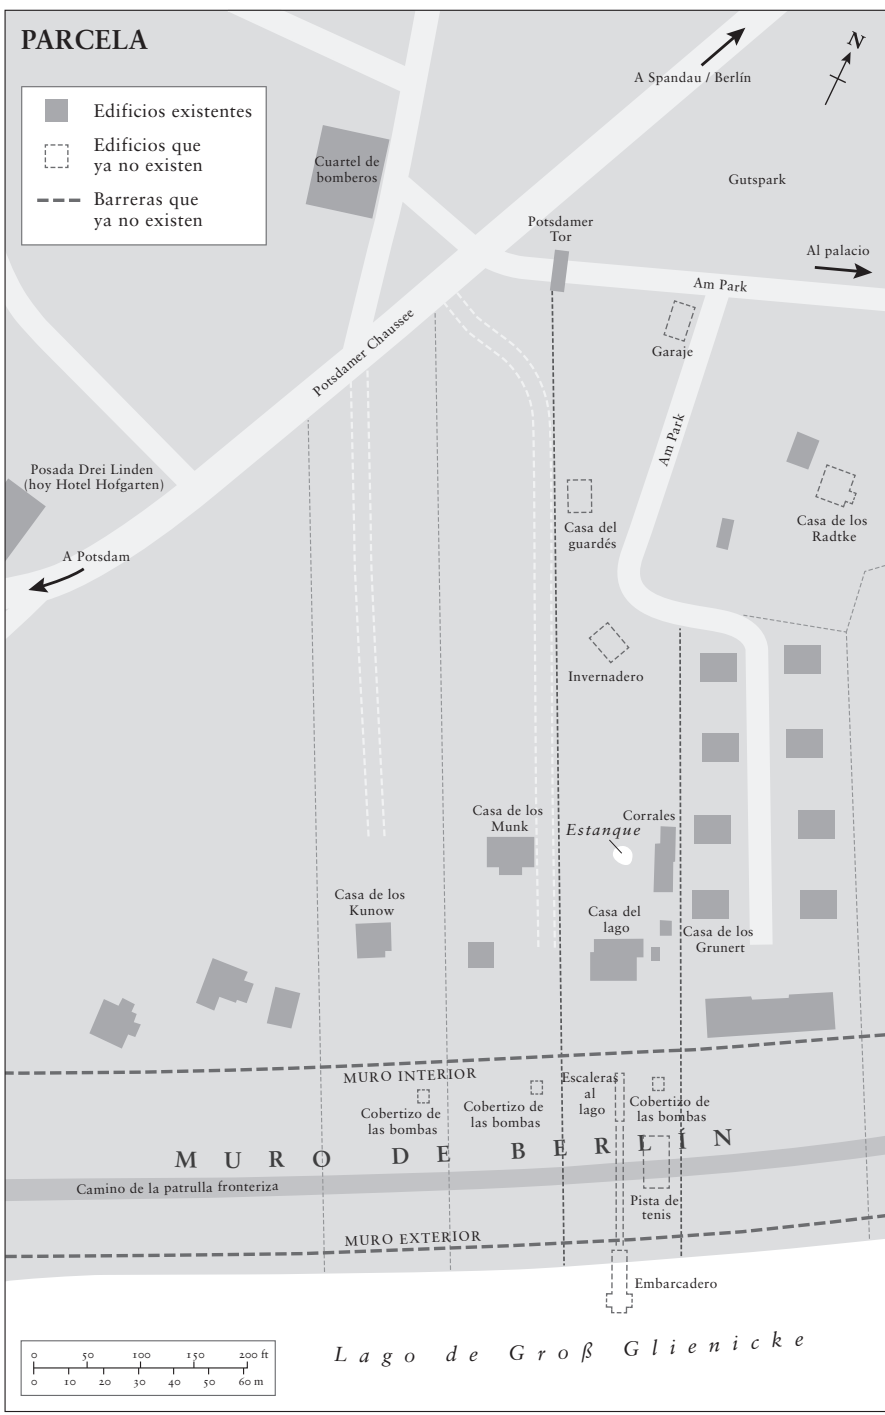 PARCELA
Edificios existentes
Edificios que
ya no existen
Barreras que
ya no existen
N
A Spandau / Berlín
Cuartel de
bomberos
Gutspark
Potsdamer
Tor
Al palacio
Am Park
Garaje
Potsdamer Chaussee
Am Park
Posada Drei Linden
(hoy Hotel Hofgarten)
Casa de los
Radtke
Casa del
guardés
A Potsdam
Invernadero
Casa de los
Munk
Corrales
Estanque
Casa de los
Kunow
Casa del
lago
Casa de los
Grunert
MURO INTERIOR
Escaleras
al
lago
Cobertizo de
las bombas
Cobertizo de
las bombas
Cobertizo de
las bombas
MURO DE BERLÍN
Camino de la patrulla fronteriza
Pista de
tenis
MURO EXTERIOR
Embarcadero
Lago de Groß Glienicke
0 50 100 150 200 ft
0 10 20 30 40 50 60 m